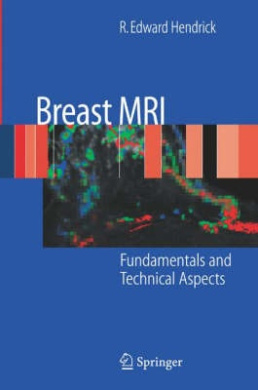 R. Edward Hendrick
Breast MRI
Fundamentals and
Technical Aspects
Springer